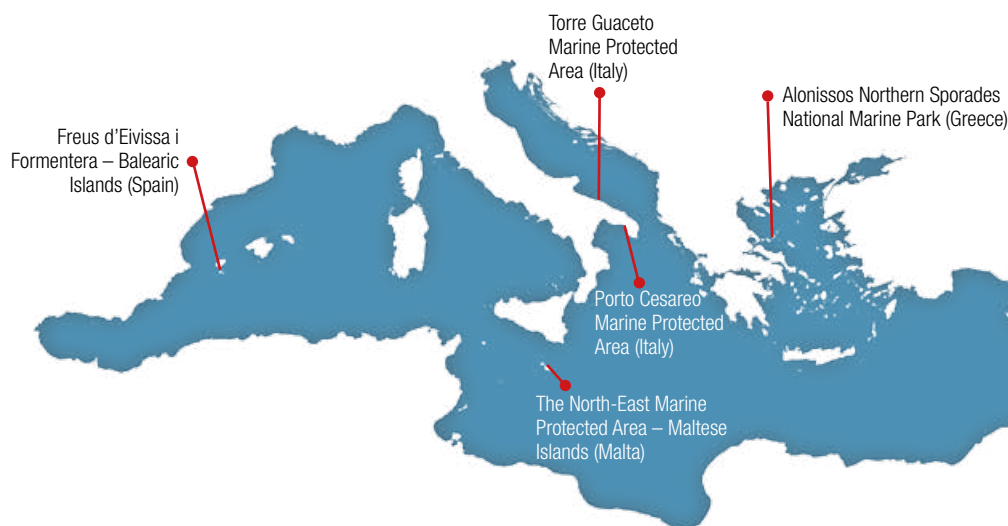 Torre Guaceto
Marine Protected
Area (Italy)
Alonissos Northern Sporades
National Marine Park (Greece)
Freus d'Eivissa i
Formentera – Balearic
Islands (Spain)
Porto Cesareo
Marine Protected
Area (Italy)
The North-East Marine
Protected Area – Maltese
Islands (Malta)